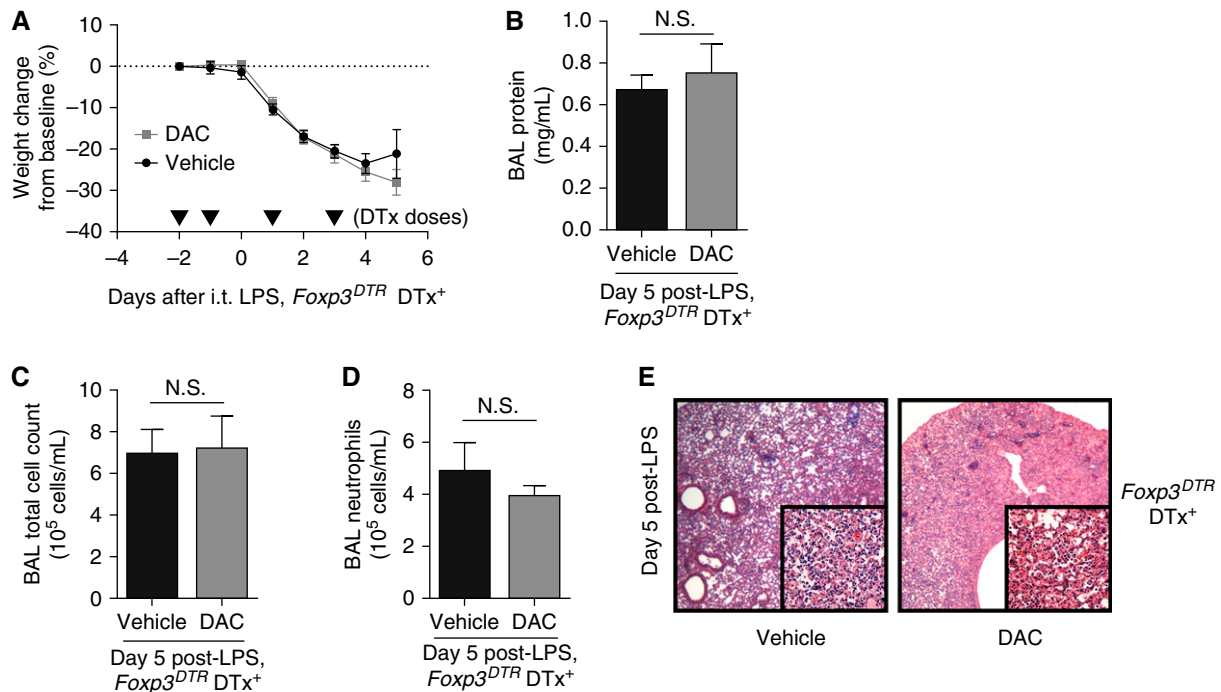 A
10
0
−10
−20
−30
−40
Weight change
from baseline (%)
DAC
Vehicle
(DTx doses)
−4 −2 0 2 4 6
Days after i.t. LPS, Foxp3DTR DTx+
B
N.S.
1.0
0.8
0.6
0.4
0.2
0.0
BAL protein
(mg/mL)
Vehicle DAC
Day 5 post-LPS,
Foxp3DTR DTx+
C
N.S.
10
8
6
4
2
0
BAL total cell count
(10⁵ cells/mL)
Vehicle DAC
Day 5 post-LPS,
Foxp3DTR DTx+
D
N.S.
8
6
4
2
0
BAL neutrophils
(10⁵ cells/mL)
Vehicle DAC
Day 5 post-LPS,
Foxp3DTR DTx+
E
Day 5 post-LPS
Foxp3DTR
DTx+
Vehicle DAC